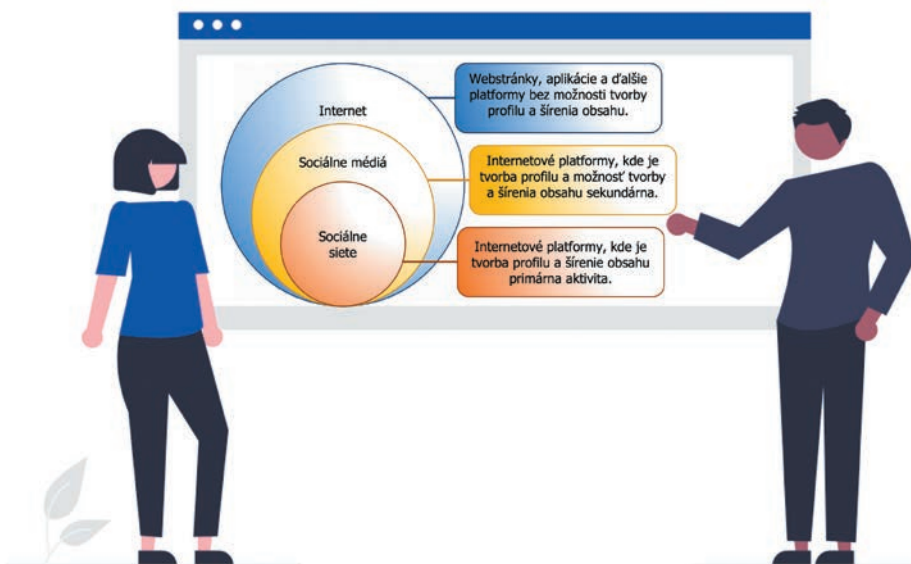 Internet
Webstránky, aplikácie a ďalšie
platformy bez možnosti tvorby
profilu a šírenia obsahu.
Sociálne médiá
Internetové platformy, kde je
tvorba profilu a možnosť tvorby
a šírenia obsahu sekundárna.
Sociálne
siete
Internetové platformy, kde je
tvorba profilu a šírenie obsahu
primárna aktivita.